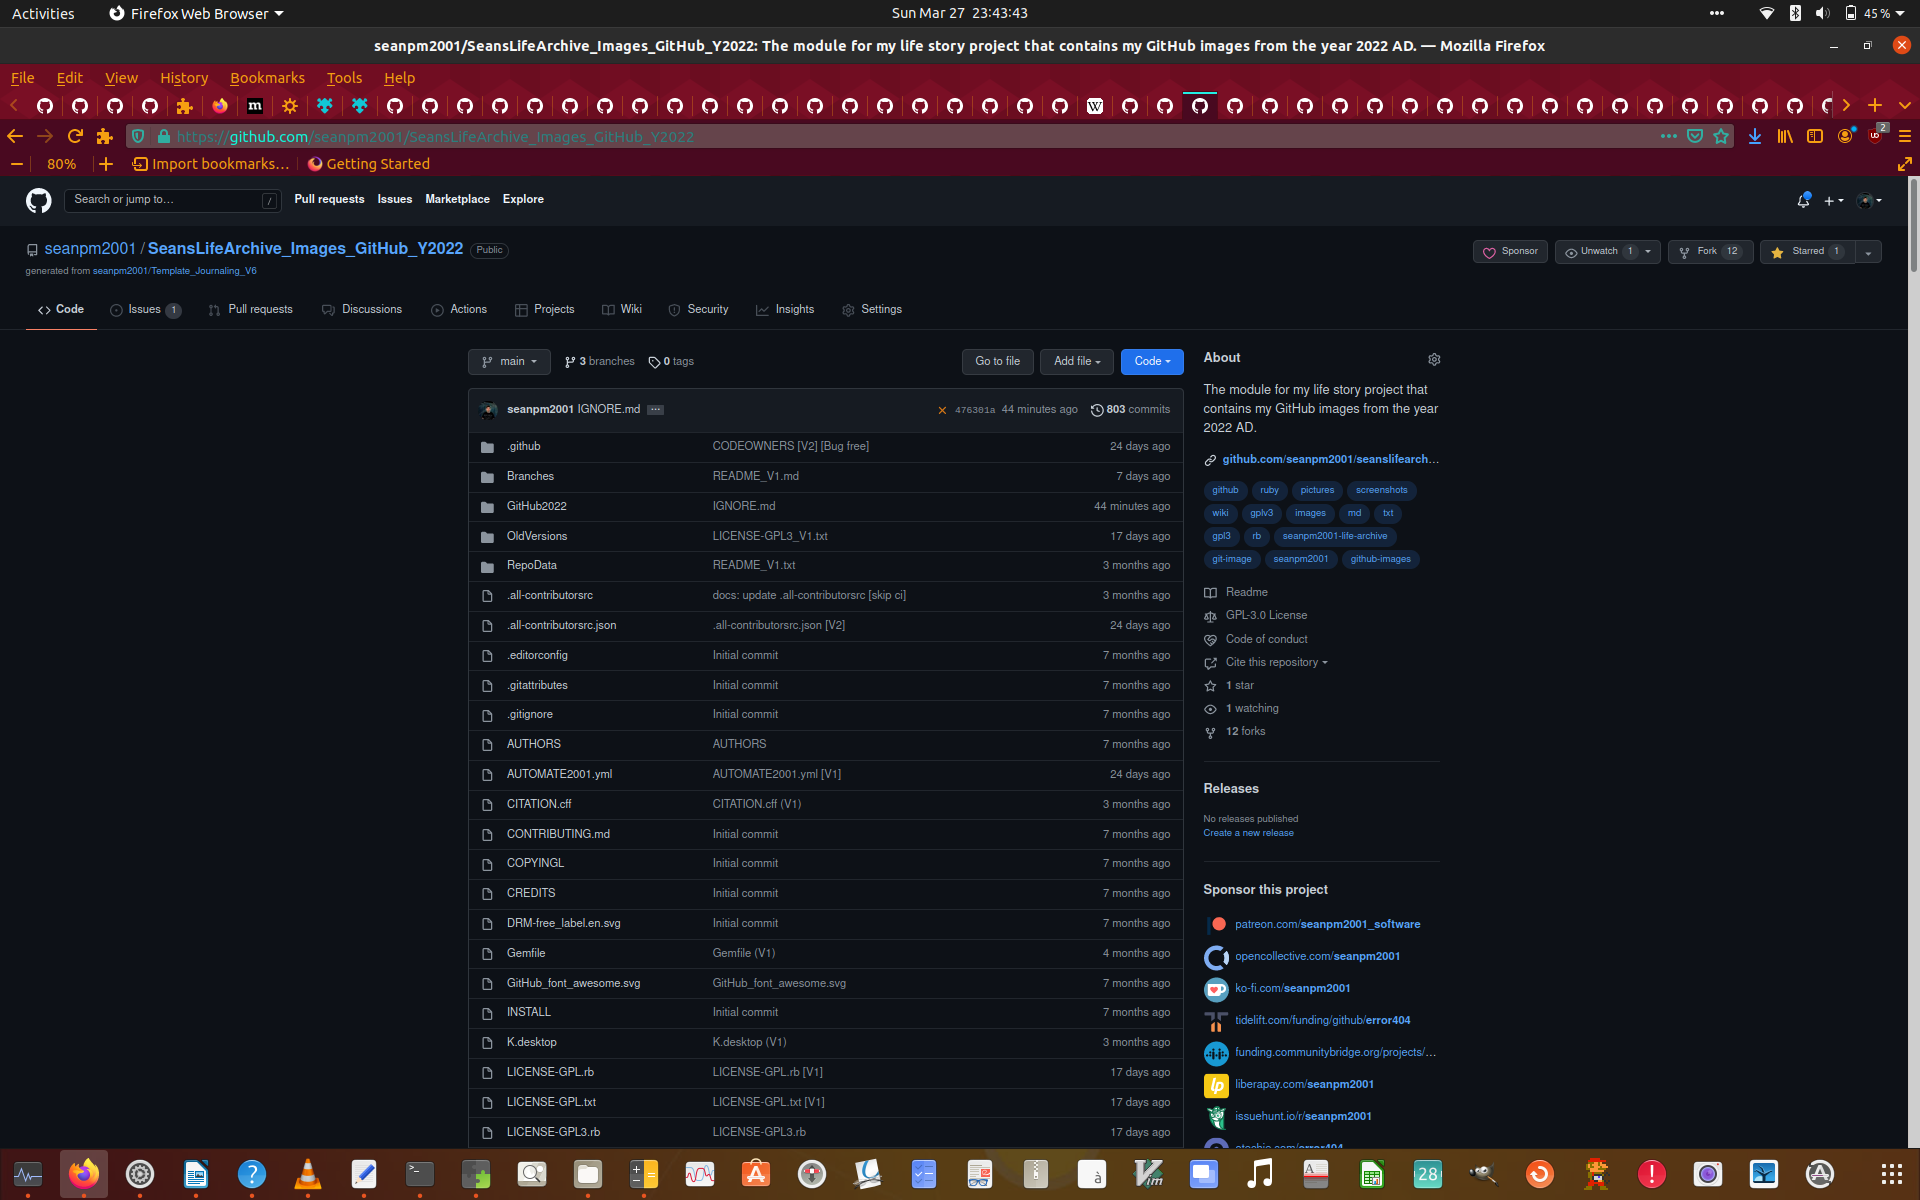 Activities
Firefox Web Browser
Sun Mar 27 23:43:43
45 %
seanpm2001/SeansLifeArchive_Images_GitHub_Y2022: The module for my life story project that contains my GitHub images from the year 2022 AD. — Mozilla Firefox
File Edit View History Bookmarks Tools Help
https://github.com/seanpm2001/SeansLifeArchive_Images_GitHub_Y2022
2
80%
Import bookmarks…
Getting Started
Search or jump to…
/
Pull requests Issues Marketplace Explore
seanpm2001 / SeansLifeArchive_Images_GitHub_Y2022 Public
generated from seanpm2001/Template_Journaling_V6
Sponsor
Unwatch 1
Fork 12
Starred 1
Code
Issues 1
Pull requests
Discussions
Actions
Projects
Wiki
Security
Insights
Settings
main
3 branches
0 tags
Go to file
Add file
Code
seanpm2001 IGNORE.md
476301a 44 minutes ago
803 commits
.github CODEOWNERS [V2] [Bug free] 24 days ago
Branches README_V1.md 7 days ago
GitHub2022 IGNORE.md 44 minutes ago
OldVersions LICENSE-GPL3_V1.txt 17 days ago
RepoData README_V1.txt 3 months ago
.all-contributorsrc docs: update .all-contributorsrc [skip ci] 3 months ago
.all-contributorsrc.json .all-contributorsrc.json [V2] 24 days ago
.editorconfig Initial commit 7 months ago
.gitattributes Initial commit 7 months ago
.gitignore Initial commit 7 months ago
AUTHORS AUTHORS 7 months ago
AUTOMATE2001.yml AUTOMATE2001.yml [V1] 24 days ago
CITATION.cff CITATION.cff (V1) 3 months ago
CONTRIBUTING.md Initial commit 7 months ago
COPYINGL Initial commit 7 months ago
CREDITS Initial commit 7 months ago
DRM-free_label.en.svg Initial commit 7 months ago
Gemfile Gemfile (V1) 4 months ago
GitHub_font_awesome.svg GitHub_font_awesome.svg 7 months ago
INSTALL Initial commit 7 months ago
K.desktop K.desktop (V1) 3 months ago
LICENSE-GPL.rb LICENSE-GPL.rb [V1] 17 days ago
LICENSE-GPL.txt LICENSE-GPL.txt [V1] 17 days ago
LICENSE-GPL3.rb LICENSE-GPL3.rb 17 days ago
About
The module for my life story project that
contains my GitHub images from the year
2022 AD.
github.com/seanpm2001/seanslifearch…
github ruby pictures screenshots
wiki gplv3 images md txt
gpl3 rb seanpm2001-life-archive
git-image seanpm2001 github-images
Readme
GPL-3.0 License
Code of conduct
Cite this repository
1 star
1 watching
12 forks
Releases
No releases published
Create a new release
Sponsor this project
patreon.com/seanpm2001_software
opencollective.com/seanpm2001
ko-fi.com/seanpm2001
tidelift.com/funding/github/error404
funding.communitybridge.org/projects/…
liberapay.com/seanpm2001
issuehunt.io/r/seanpm2001
28